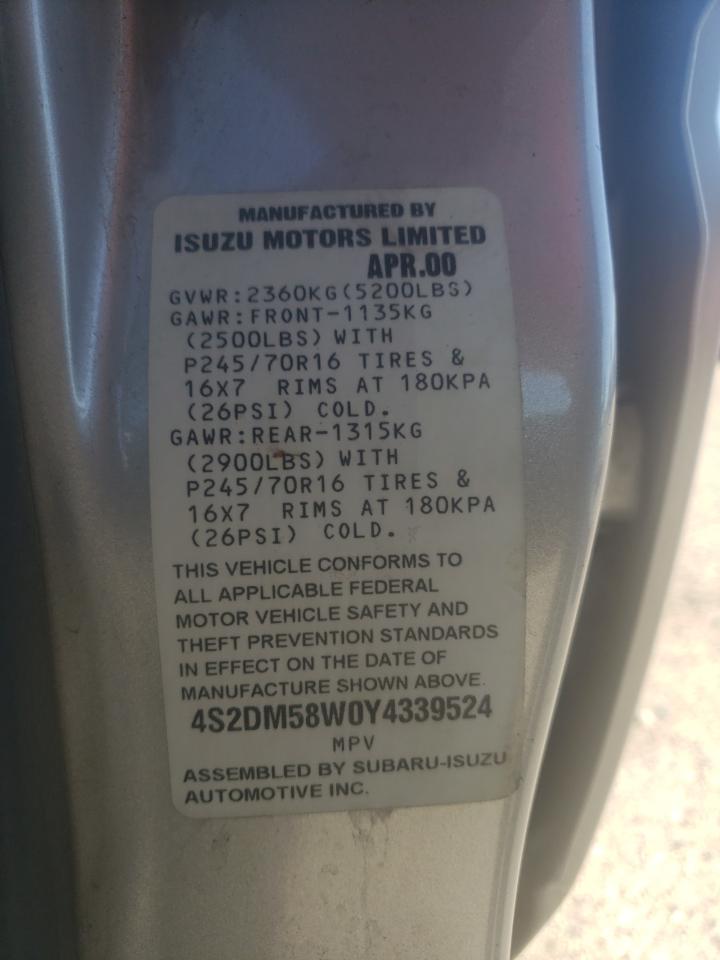 MANUFACTURED BY
ISUZU MOTORS LIMITED
APR.00
GVWR:2360KG(5200LBS)
GAWR:FRONT-1135KG
(2500LBS) WITH
P245/70R16 TIRES &
16X7 RIMS AT 180KPA
(26PSI) COLD.
GAWR:REAR-1315KG
(2900LBS) WITH
P245/70R16 TIRES &
16X7 RIMS AT 180KPA
(26PSI) COLD.
THIS VEHICLE CONFORMS TO
ALL APPLICABLE FEDERAL
MOTOR VEHICLE SAFETY AND
THEFT PREVENTION STANDARDS
IN EFFECT ON THE DATE OF
MANUFACTURE SHOWN ABOVE.
4S2DM58W0Y4339524
MPV
ASSEMBLED BY SUBARU-ISUZU
AUTOMOTIVE INC.